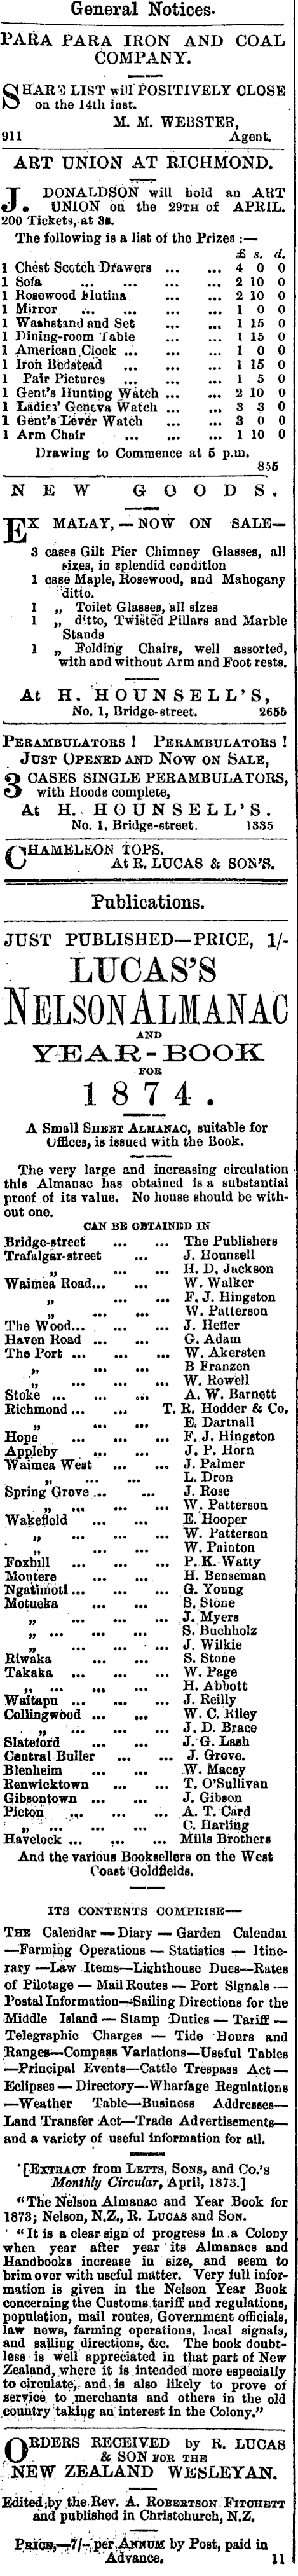 General Notices.
PARA PARA IRON AND COAL
COMPANY.
SHARE LIST will POSITIVELY CLOSE
on the 14th inst.
M. M. WEBSTER,
911 Agent.
ART UNION AT RICHMOND.
J. DONALDSON will hold an ART
UNION on the 29TH of APRIL.
200 Tickets, at 3s.
The following is a list of the Prizes :—
£ s. d.
1 Chest Scotch Drawers ... ... 4 0 0
1 Sofa ... ... ... ... 2 10 0
1 Rosewood Flutina ... ... 2 10 0
1 Mirror ... ... ... ... 1 0 0
1 Washstand and Set ... ... 1 15 0
1 Dining-room Table ... ... 1 15 0
1 American Clock ... ... ... 1 0 0
1 Iron Bedstead ... ... ... 1 15 0
1 Pair Pictures ... ... ... 1 5 0
1 Gent's Hunting Watch ... ... 2 10 0
1 Ladies' Geneva Watch ... ... 3 3 0
1 Gent's Lever Watch ... ... 3 0 0
1 Arm Chair ... ... ... 1 10 0
Drawing to Commence at 5 p.m.
855
NEW GOODS.
EX MALAY,—NOW ON SALE—
3 cases Gilt Pier Chimney Glasses, all
sizes, in splendid condition
1 case Maple, Rosewood, and Mahogany
ditto.
1 „ Toilet Glasses, all sizes
1 „ ditto, Twisted Pillars and Marble
Stands
1 „ Folding Chairs, well assorted,
with and without Arm and Foot rests.
At H. HOUNSELL'S,
No. 1, Bridge-street. 2655
PERAMBULATORS ! PERAMBULATORS !
JUST OPENED AND NOW ON SALE,
3 CASES SINGLE PERAMBULATORS,
with Hoods complete,
At H. HOUNSELL'S.
No. 1, Bridge-street. 1335
CHAMELEON TOPS.
At R. LUCAS & SON'S.
Publications.
JUST PUBLISHED—PRICE, 1/-
LUCAS'S
NELSON ALMANAC
AND
YEAR-BOOK
FOR
1874.
A SMALL SHEET ALMANAC, suitable for
Offices, is issued with the Book.
The very large and increasing circulation
this Almanac has obtained is a substantial
proof of its value. No house should be with-
out one.
CAN BE OBTAINED IN
Bridge-street ... ... The Publishers
Trafalgar-street ... J. Hounsell
H. D. Jackson
Waimea Road... ... W. Walker
„ ... ... F. J. Hingston
„ ... ... W. Patterson
The Wood... ... ... J. Heffer
Haven Road ... ... G. Adam
The Port ... ... ... W. Akersten
„ ... ... ... B Franzen
„ ... ... ... W. Rowell
Stoke ... ... ... ... A. W. Barnett
Richmond ... ... T. R. Hodder & Co.
„ ... ... ... E. Dartnall
Hope ... ... ... F. J. Hingston
Appleby ... ... J. P. Horn
Waimea West ... ... J. Palmer
„ ... ... ... L. Dron
Spring Grove ... ... J. Rose
„ ... ... ... W. Patterson
Wakefield ... ... E. Hooper
„ ... ... ... W. Patterson
„ ... ... ... W. Painton
Foxhill ... ... ... P. K. Watty
Moutere ... ... ... H. Benseman
Ngatimoti... ... ... G. Young
Motueka ... ... S. Stone
„ ... ... ... J. Myers
„ ... ... ... ... S. Buchholz
„ ... ... ... J. Wilkie
Riwaka ... ... ... S. Stone
Takaka ... ... ... W. Page
„ ... ... ... ... H. Abbott
Waitapu ... ... ... J. Reilly
Collingwood ... ... W. C. Riley
„ ... ... ... J. D. Brace
Slateford ... ... J. G. Lash
Central Buller ... ... J. Grove.
Blenheim ... ... W. Macey
Renwicktown ... ... T. O'Sullivan
Gibsontown ... ... J. Gibson
Picton ... ... ... A. T. Card
„ ... ... ... ... C. Harling
Havelock ... ... ... Mills Brothers
And the various Booksellers on the West
Coast Goldfields.
ITS CONTENTS COMPRISE—
THE Calendar — Diary — Garden Calendar
—Farming Operations — Statistics — Itine-
rary —Law Items—Lighthouse Dues—Rates
of Pilotage — Mail Routes — Port Signals —
Postal Information—Sailing Directions for the
Middle Island — Stamp Duties — Tariff —
Telegraphic Charges — Tide Hours and
Ranges—Compass Variations—Useful Tables
—Principal Events—Cattle Trespass Act—
Eclipses — Directory—Wharfage Regulations
—Weather Table—Business Addresses—
Land Transfer Act—Trade Advertisements—
and a variety of useful information for all.
[EXTRACT from LETTS, SONS, and Co.'s
Monthly Circular, April, 1873.]
"The Nelson Almanac and Year Book for
1873; Nelson, N.Z., R. LUCAS and SON.
"It is a clear sign of progress in a Colony
when year after year its Almanacs and
Handbooks increase in size, and seem to
brim over with useful matter. Very full infor-
mation is given in the Nelson Year Book
concerning the Customs tariff and regulations,
population, mail routes, Government officials,
law news, farming operations, local signals,
and sailing directions, &c. The book doubt-
less is well appreciated in that part of New
Zealand, where it is intended more especially
to circulate, and is also likely to prove of
service to merchants and others in the old
country taking an interest in the Colony."
ORDERS RECEIVED by R. LUCAS
& SON FOR THE
NEW ZEALAND WESLEYAN.
Edited by the Rev. A. ROBERTSON FITCHETT
and published in Christchurch, N.Z.
PRICE,—7/- per ANNUM by Post, paid in
Advance. 11